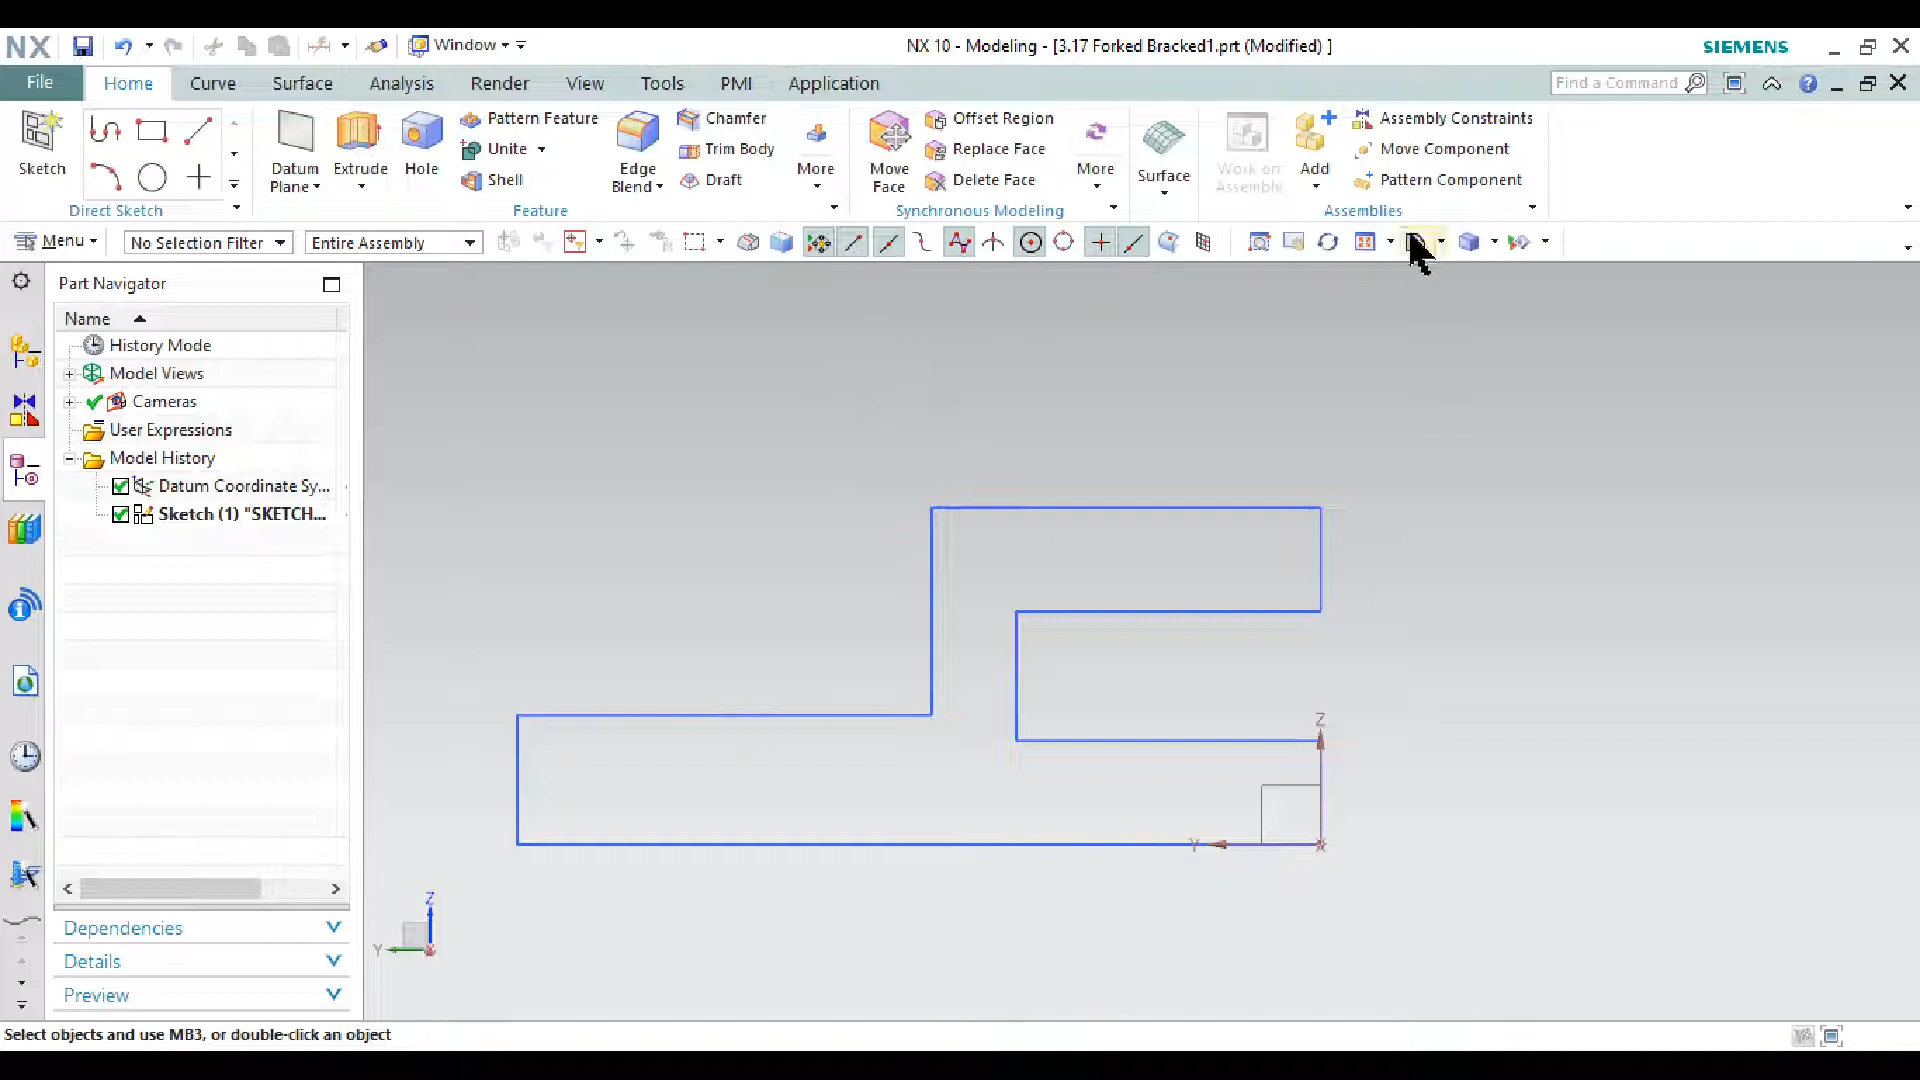 NX Window NX 10 - Modeling - [3.17 Forked Bracked1.prt (Modified) ] SIEMENS
File Home Curve Surface Analysis Render View Tools PMI Application Find a Command
Sketch
Direct Sketch
Datum Plane
Extrude
Hole
Pattern Feature
Unite
Shell
Edge Blend
Chamfer
Trim Body
Draft
More
Feature
Move Face
Offset Region
Replace Face
Delete Face
More
Synchronous Modeling
Surface
Work on Assembly
Add
Assembly Constraints
Move Component
Pattern Component
Assemblies
Menu No Selection Filter Entire Assembly
Part Navigator
Name
History Mode
Model Views
Cameras
User Expressions
Model History
Datum Coordinate Sy...
Sketch (1) "SKETCH...
Dependencies
Details
Preview
Z
Y
X
Z
Y
Select objects and use MB3, or double-click an object